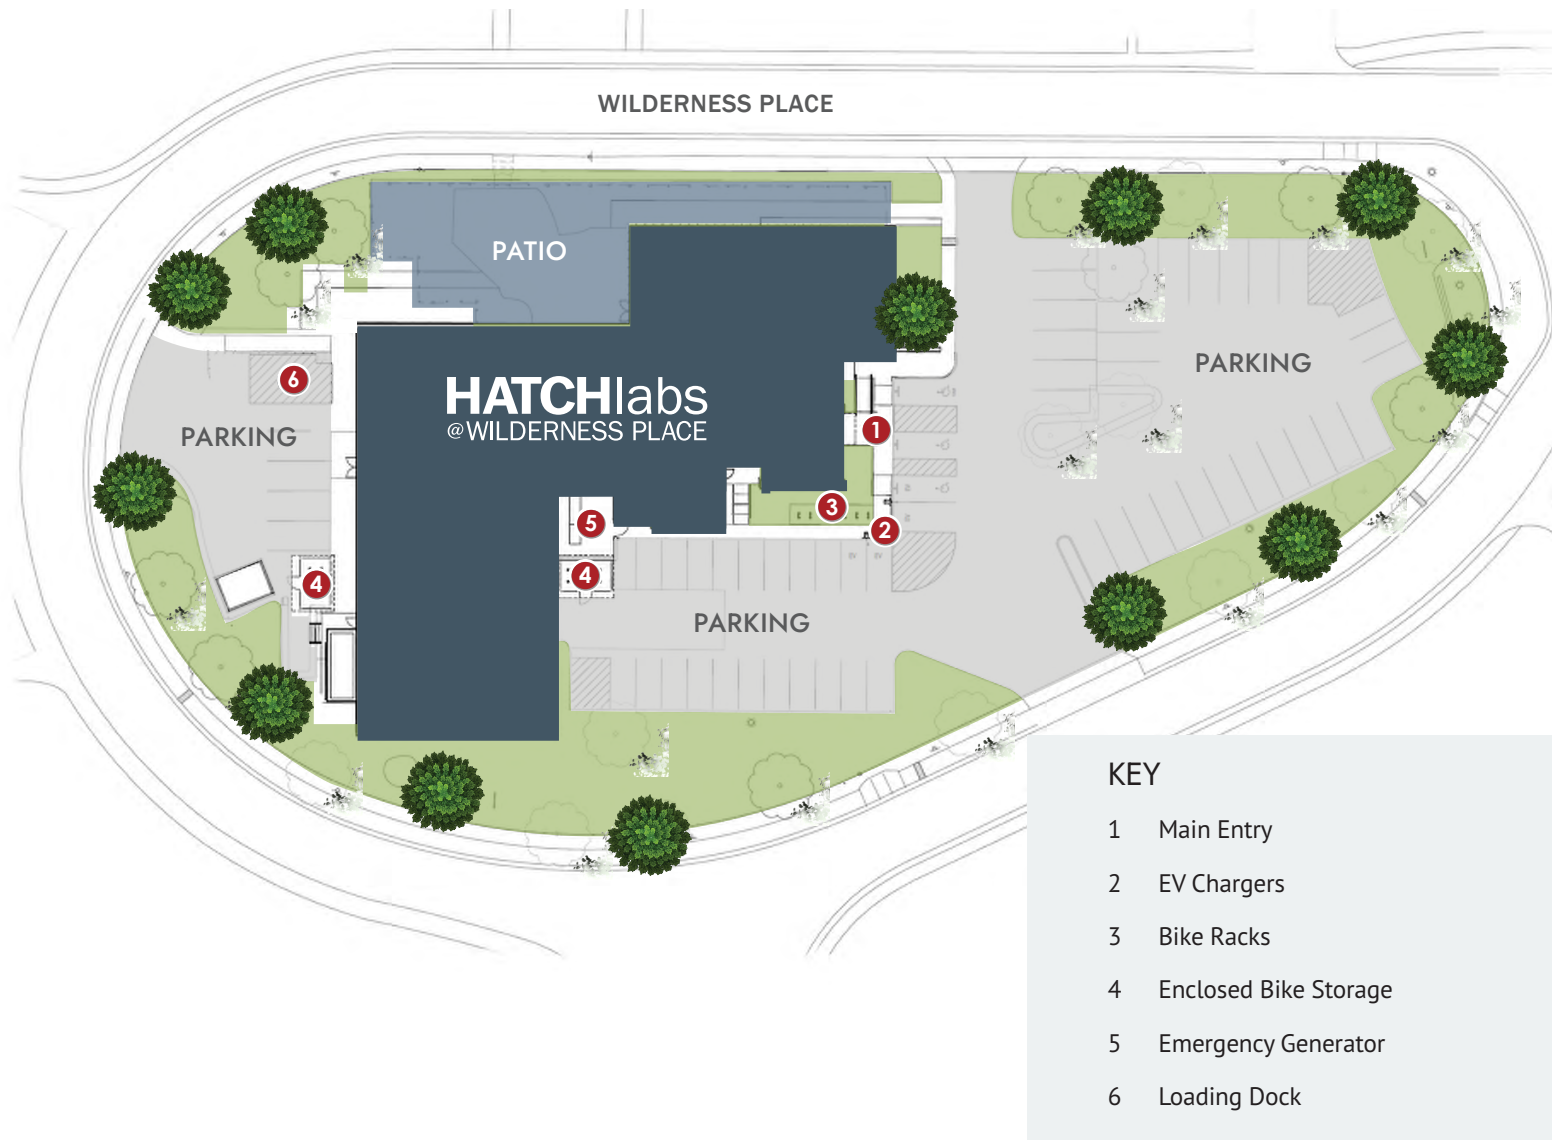 WILDERNESS PLACE
PATIO
PARKING
6
HATCHlabs
@WILDERNESS PLACE
1
PARKING
3
5
2
4
4
PARKING
KEY
1 Main Entry
2 EV Chargers
3 Bike Racks
4 Enclosed Bike Storage
5 Emergency Generator
6 Loading Dock